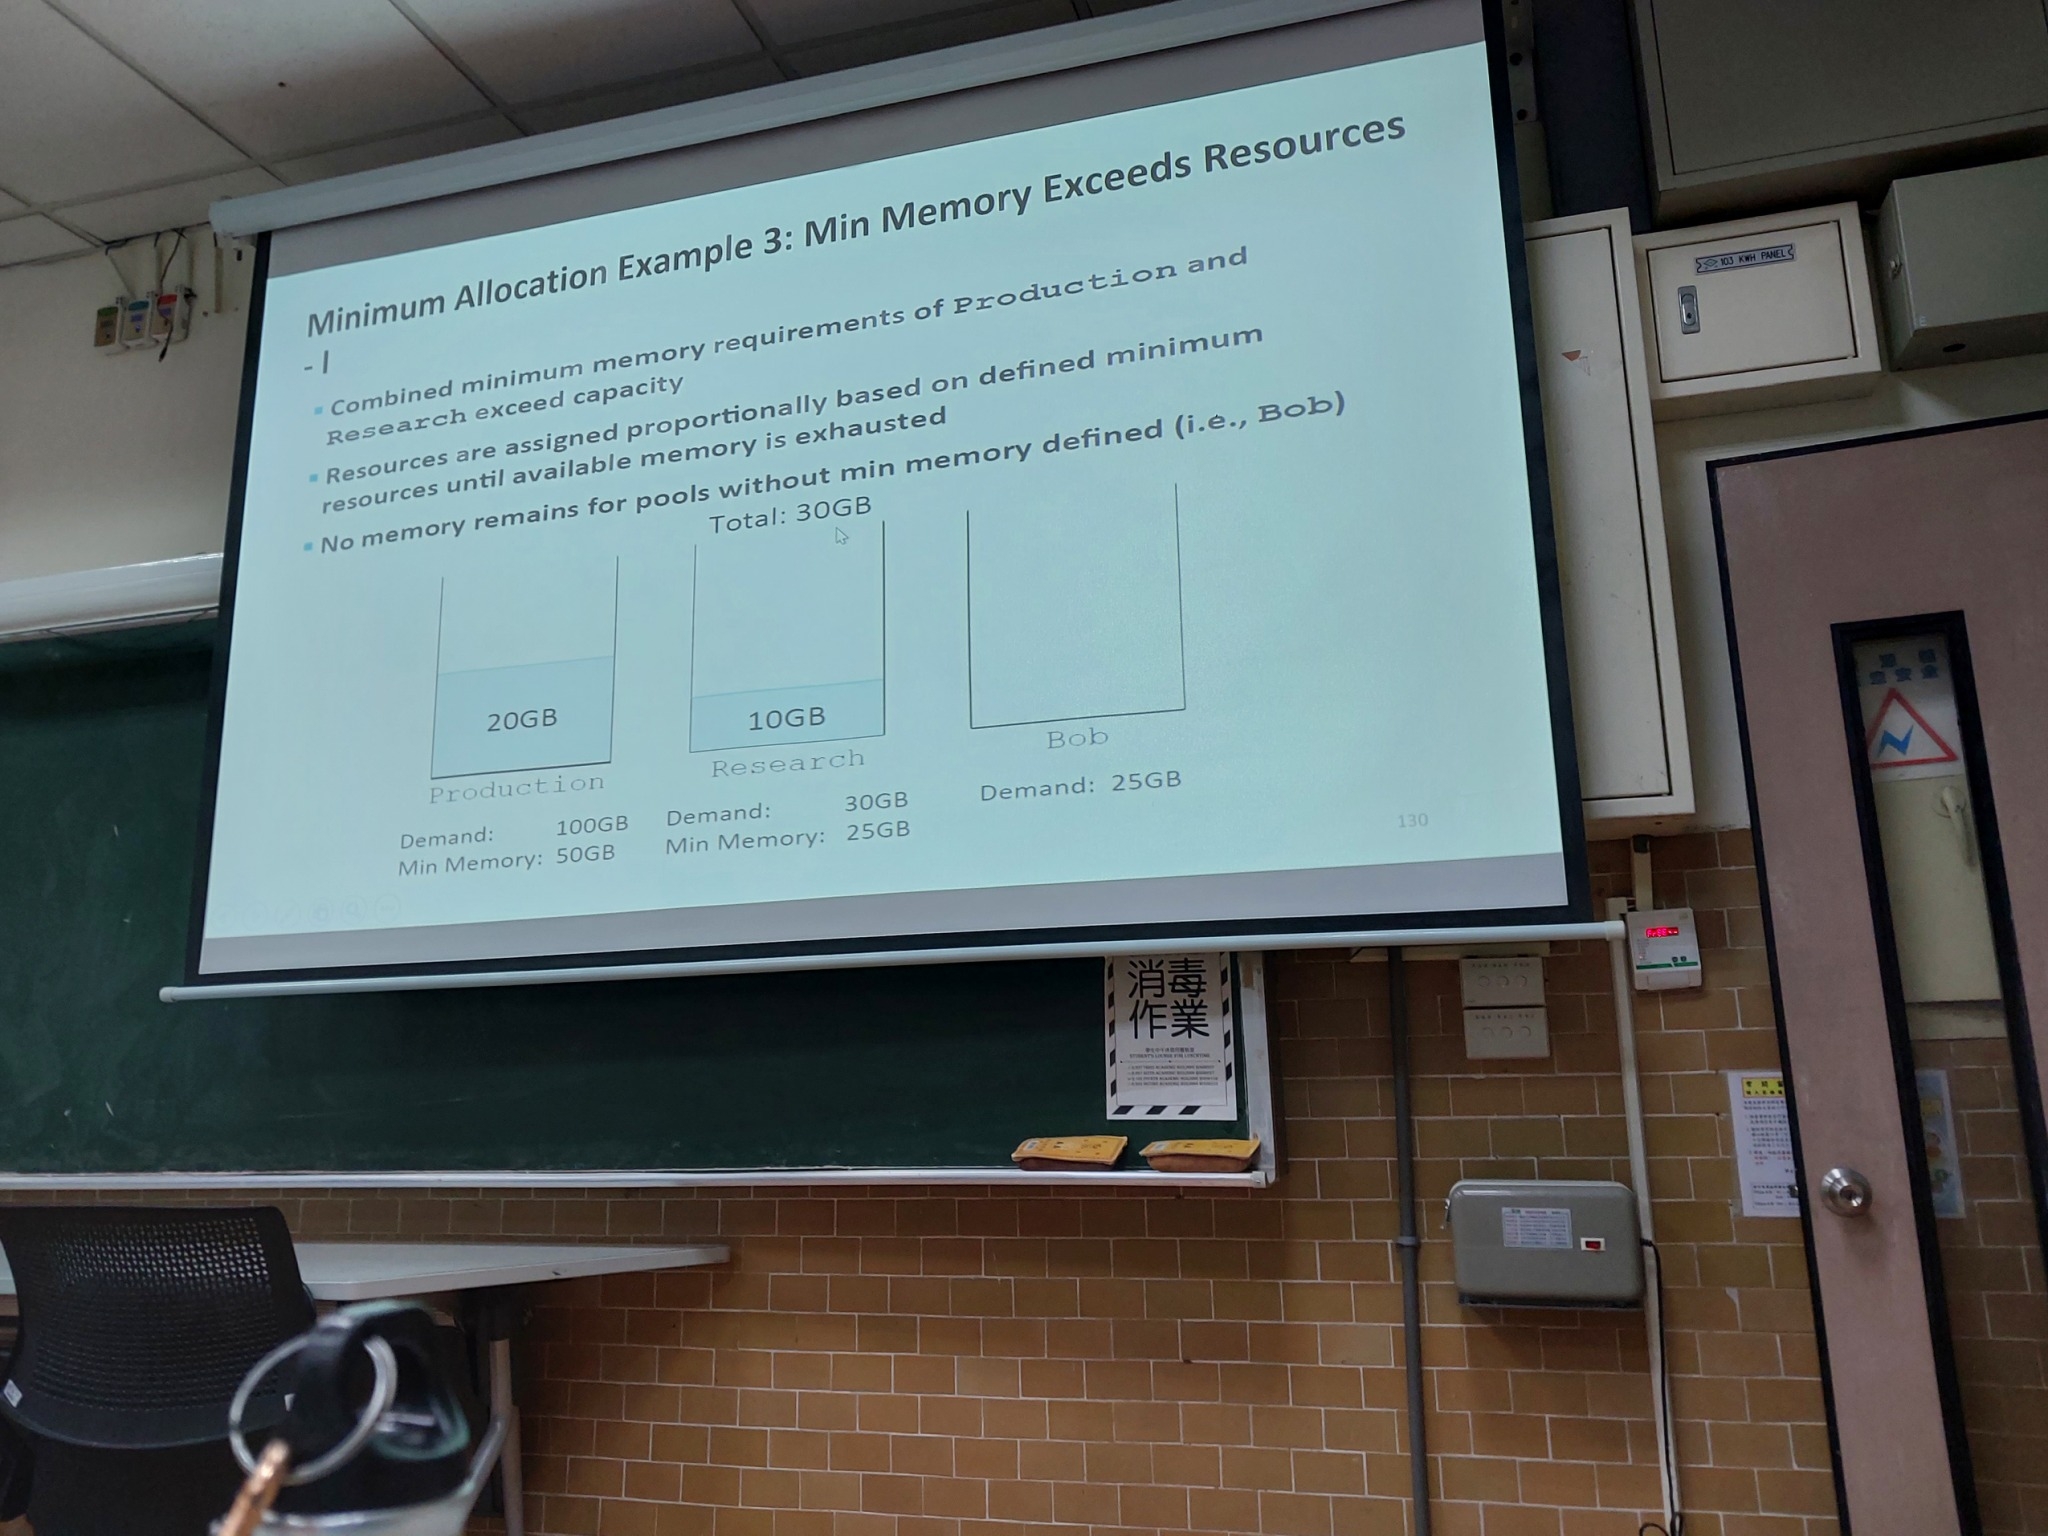 Minimum Allocation Example 3: Min Memory Exceeds Resources
- I
Combined minimum memory requirements of Production and
Research exceed capacity
Resources are assigned proportionally based on defined minimum
resources until available memory is exhausted
No memory remains for pools without min memory defined (i.e., Bob)
Total: 30GB
20GB
10GB
Production
Research
Bob
Demand: 100GB
Min Memory: 50GB
Demand: 30GB
Min Memory: 25GB
Demand: 25GB
130
103 KWH PANEL
消毒
作業